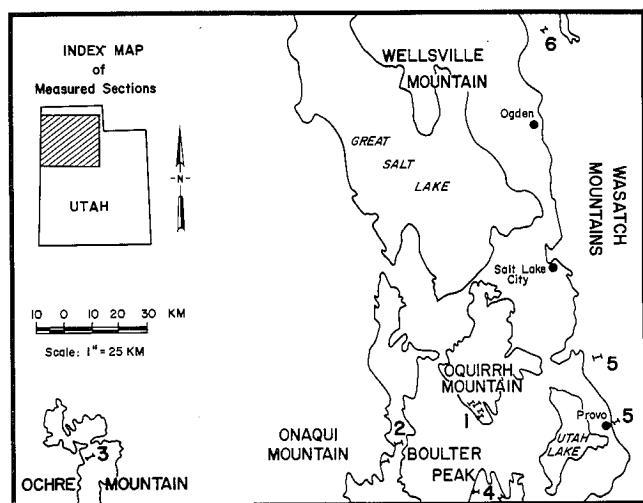 INDEX MAP
of
Measured Sections
UTAH
-N-
10 0 10 20 30 KM
Scale: 1" = 25 KM
WELLSVILLE
MOUNTAIN
6
Ogden
GREAT
SALT
LAKE
WASATCH
MOUNTAINS
Salt Lake
City
OQUIRRH
MOUNTAIN
5
1
2
Provo
5
UTAH
LAKE
ONAQUI
MOUNTAIN
BOULTER
PEAK
3
OCHRE MOUNTAIN
4